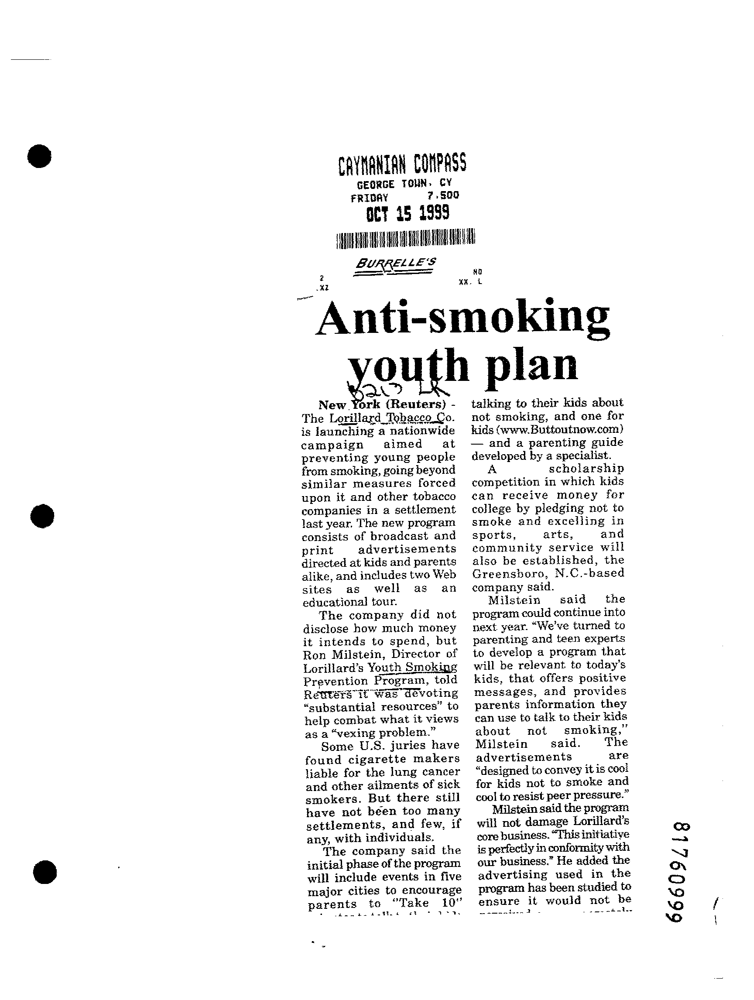 CAYMANIAN COMPASS
GEORGE TOWN, CY
FRIDAY 7,500
OCT 15 1999
BURRELLE'S
2
.XZ
ND
XX. L
Anti-smoking
youth plan
New York (Reuters) -
The Lorillard Tobacco Co.
is launching a nationwide
campaign aimed at
preventing young people
from smoking, going beyond
similar measures forced
upon it and other tobacco
companies in a settlement
last year. The new program
consists of broadcast and
print advertisements
directed at kids and parents
alike, and includes two Web
sites as well as an
educational tour.
The company did not
disclose how much money
it intends to spend, but
Ron Milstein, Director of
Lorillard's Youth Smoking
Prevention Program, told
Reuters it was devoting
"substantial resources" to
help combat what it views
as a "vexing problem."
Some U.S. juries have
found cigarette makers
liable for the lung cancer
and other ailments of sick
smokers. But there still
have not been too many
settlements, and few, if
any, with individuals.
The company said the
initial phase of the program
will include events in five
major cities to encourage
parents to "Take 10"
talking to their kids about
not smoking, and one for
kids (www.Buttoutnow.com)
— and a parenting guide
developed by a specialist.
A scholarship
competition in which kids
can receive money for
college by pledging not to
smoke and excelling in
sports, arts, and
community service will
also be established, the
Greensboro, N.C.-based
company said.
Milstein said the
program could continue into
next year. "We've turned to
parenting and teen experts
to develop a program that
will be relevant to today's
kids, that offers positive
messages, and provides
parents information they
can use to talk to their kids
about not smoking,"
Milstein said. The
advertisements are
"designed to convey it is cool
for kids not to smoke and
cool to resist peer pressure."
Milstein said the program
will not damage Lorillard's
core business. "This initiative
is perfectly in conformity with
our business." He added the
advertising used in the
program has been studied to
ensure it would not be
81760999